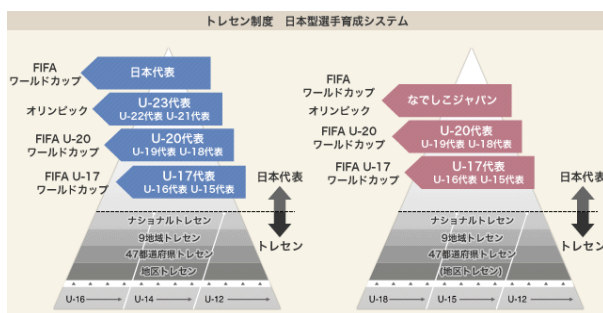 トレセン制度 日本型選手育成システム
FIFA
ワールドカップ
日本代表
オリンピック
U-23代表
U-22代表 U-21代表
FIFA U-20
ワールドカップ
U-20代表
U-19代表 U-18代表
FIFA U-17
ワールドカップ
U-17代表
U-16代表 U-15代表
日本代表
トレセン
ナショナルトレセン
9地域トレセン
47都道府県トレセン
地区トレセン
U-16
U-14
U-12
FIFA
ワールドカップ
オリンピック
なでしこジャパン
FIFA U-20
ワールドカップ
U-20代表
U-19代表 U-18代表
FIFA U-17
ワールドカップ
U-17代表
U-16代表 U-15代表
日本代表
トレセン
ナショナルトレセン
9地域トレセン
47都道府県トレセン
(地区トレセン)
U-18
U-15
U-12